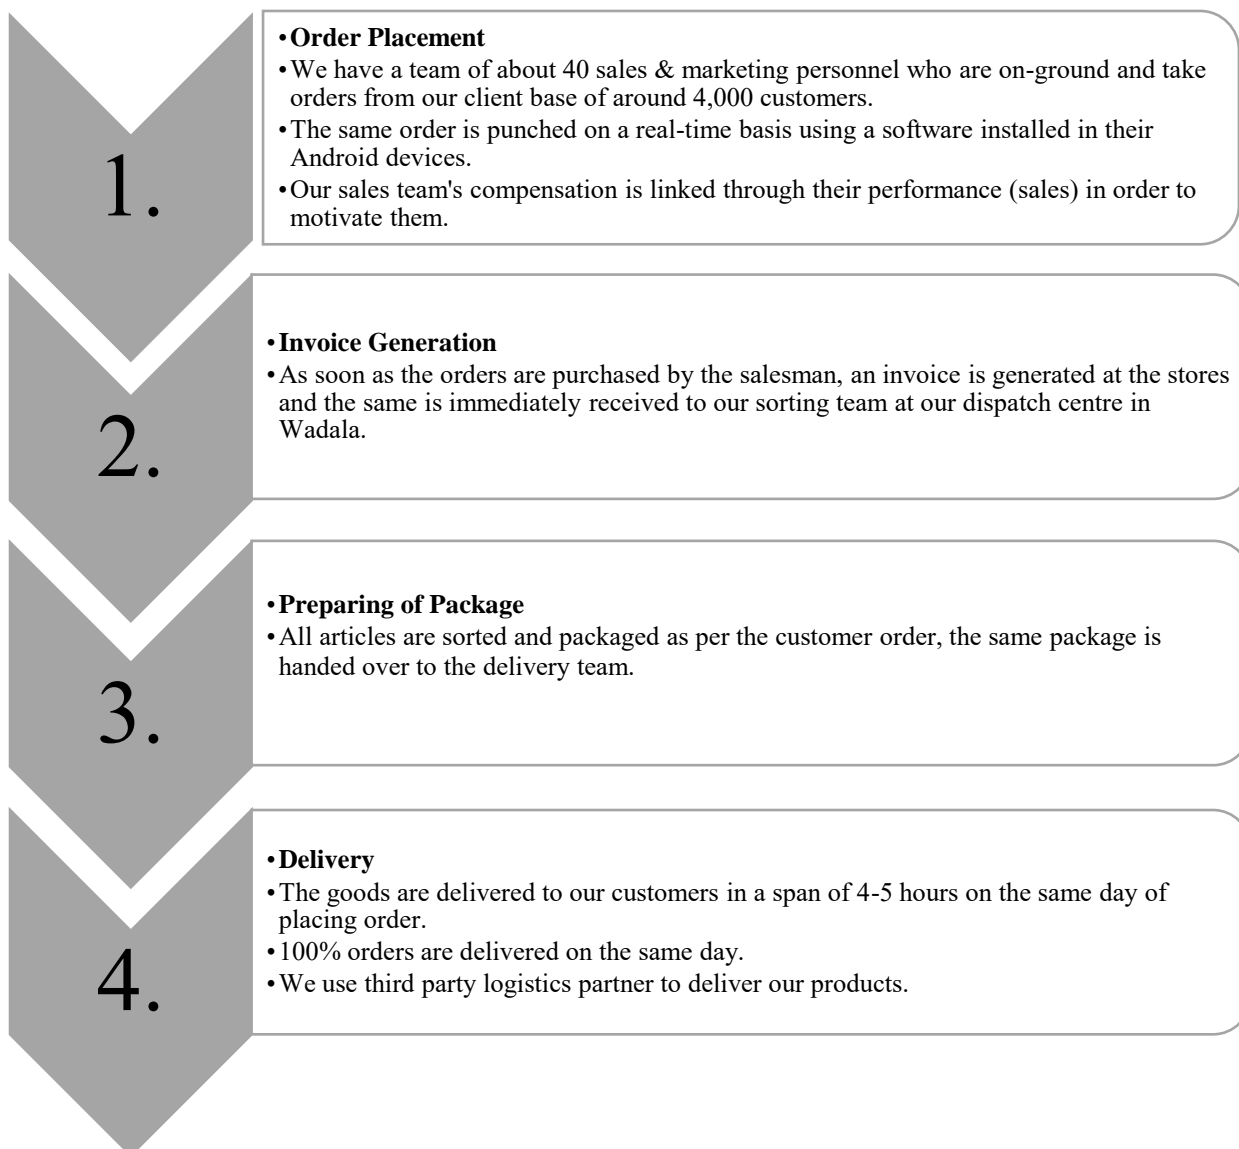 1.
•Order Placement
•We have a team of about 40 sales & marketing personnel who are on-ground and take
orders from our client base of around 4,000 customers.
•The same order is punched on a real-time basis using a software installed in their
Android devices.
•Our sales team's compensation is linked through their performance (sales) in order to
motivate them.
2.
•Invoice Generation
•As soon as the orders are purchased by the salesman, an invoice is generated at the stores
and the same is immediately received to our sorting team at our dispatch centre in
Wadala.
3.
•Preparing of Package
•All articles are sorted and packaged as per the customer order, the same package is
handed over to the delivery team.
4.
•Delivery
•The goods are delivered to our customers in a span of 4-5 hours on the same day of
placing order.
•100% orders are delivered on the same day.
•We use third party logistics partner to deliver our products.